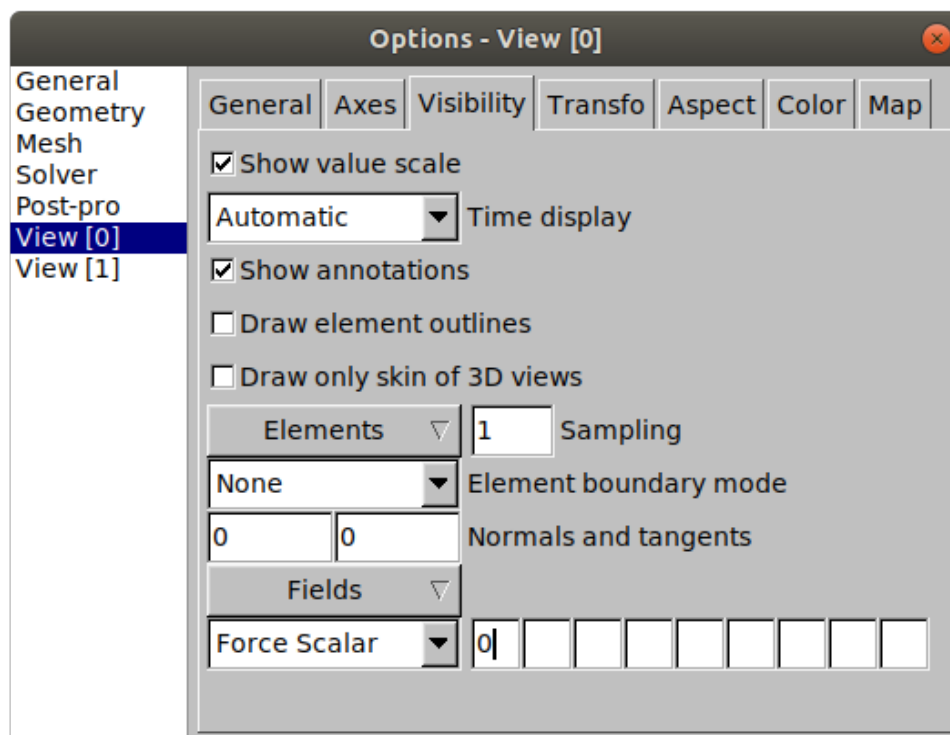 Options - View [0]
General
Geometry
Mesh
Solver
Post-pro
View [0]
View [1]
General Axes Visibility Transfo Aspect Color Map
Show value scale
Automatic Time display
Show annotations
Draw element outlines
Draw only skin of 3D views
Elements 1 Sampling
None Element boundary mode
0 0 Normals and tangents
Fields
Force Scalar 0